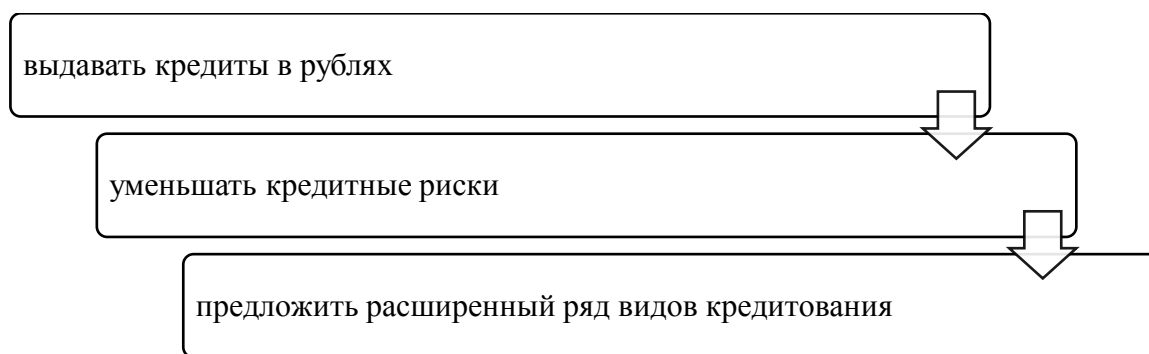 выдавать кредиты в рублях
уменьшать кредитные риски
предложить расширенный ряд видов кредитования